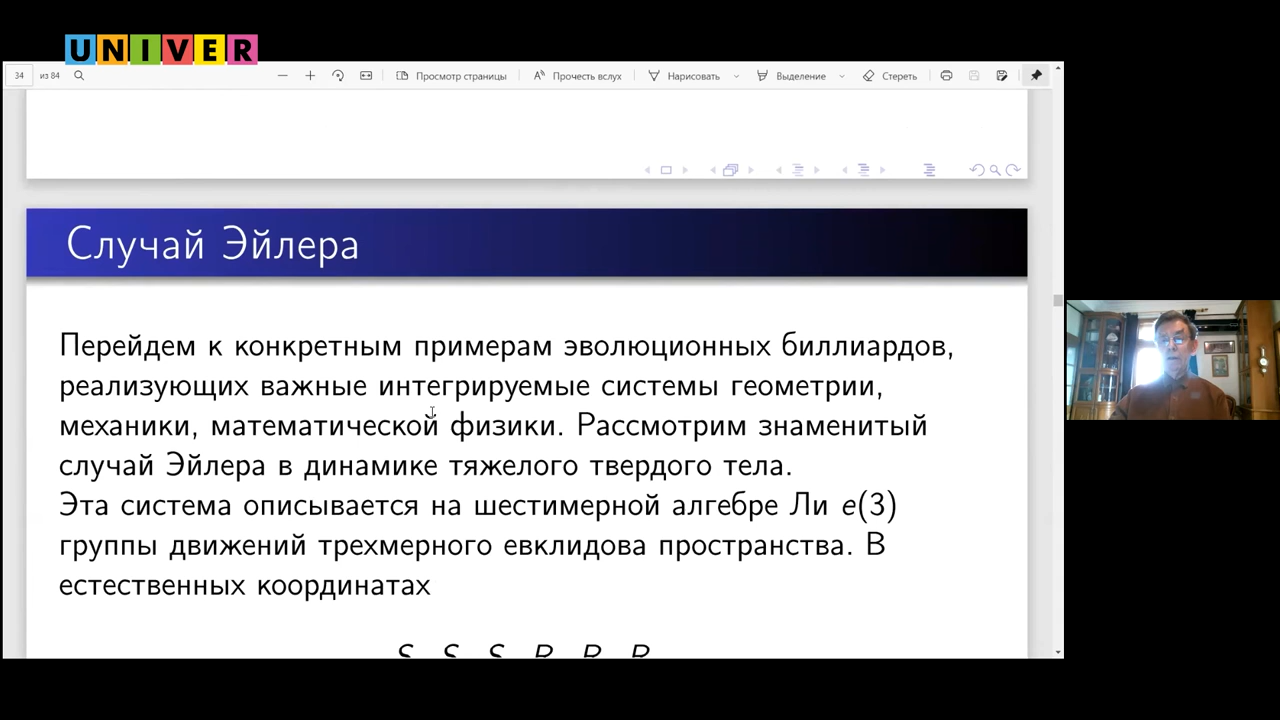 UNIVER
34 из 84 Просмотр страницы Прочесть вслух Нарисовать Выделение Стереть
Случай Эйлера
Перейдем к конкретным примерам эволюционных биллиардов,
реализующих важные интегрируемые системы геометрии,
механики, математической физики. Рассмотрим знаменитый
случай Эйлера в динамике тяжелого твердого тела.
Эта система описывается на шестимерной алгебре Ли e(3)
группы движений трехмерного евклидова пространства. В
естественных координатах
S S S R R R